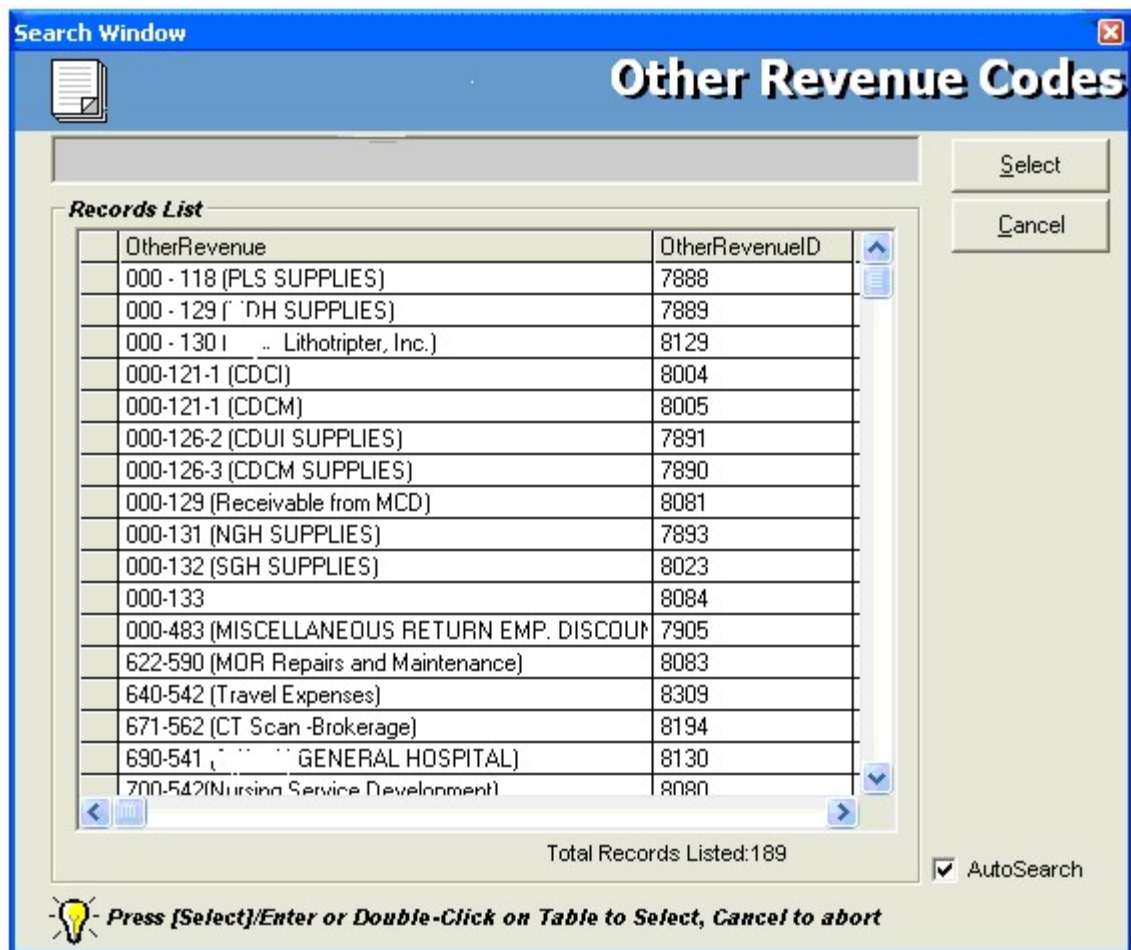 Search Window
Other Revenue Codes
Select
Cancel
Records List
OtherRevenue OtherRevenueID
000 - 118 (PLS SUPPLIES) 7888
000 - 129 ( DH SUPPLIES) 7889
000 - 130 Lithotripter, Inc.) 8129
000-121-1 (CDCI) 8004
000-121-1 (CDCM) 8005
000-126-2 (CDUI SUPPLIES) 7891
000-126-3 (CDCM SUPPLIES) 7890
000-129 (Receivable from MCD) 8081
000-131 (NGH SUPPLIES) 7893
000-132 (SGH SUPPLIES) 8023
000-133 8084
000-483 (MISCELLANEOUS RETURN EMP. DISCOUN 7905
622-590 (MOR Repairs and Maintenance) 8083
640-542 (Travel Expenses) 8309
671-562 (CT Scan -Brokerage) 8194
690-541 GENERAL HOSPITAL) 8130
700-542(Nursing Service Development) 8080
Total Records Listed:189
AutoSearch
Press [Select]/Enter or Double-Click on Table to Select, Cancel to abort